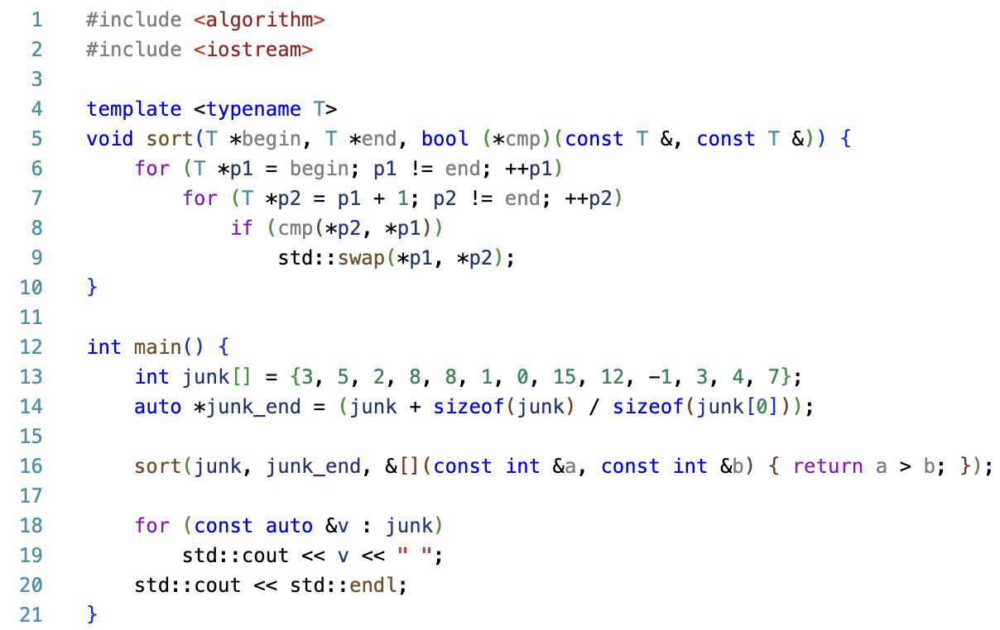 1 #include <algorithm>
2 #include <iostream>
3
4 template <typename T>
5 void sort(T *begin, T *end, bool (*cmp)(const T &, const T &)) {
6     for (T *p1 = begin; p1 != end; ++p1)
7         for (T *p2 = p1 + 1; p2 != end; ++p2)
8             if (cmp(*p2, *p1))
9                 std::swap(*p1, *p2);
10 }
11
12 int main() {
13     int junk[] = {3, 5, 2, 8, 8, 1, 0, 15, 12, -1, 3, 4, 7};
14     auto *junk_end = (junk + sizeof(junk) / sizeof(junk[0]));
15
16     sort(junk, junk_end, &[](const int &a, const int &b) { return a > b; });
17
18     for (const auto &v : junk)
19         std::cout << v << " ";
20     std::cout << std::endl;
21 }